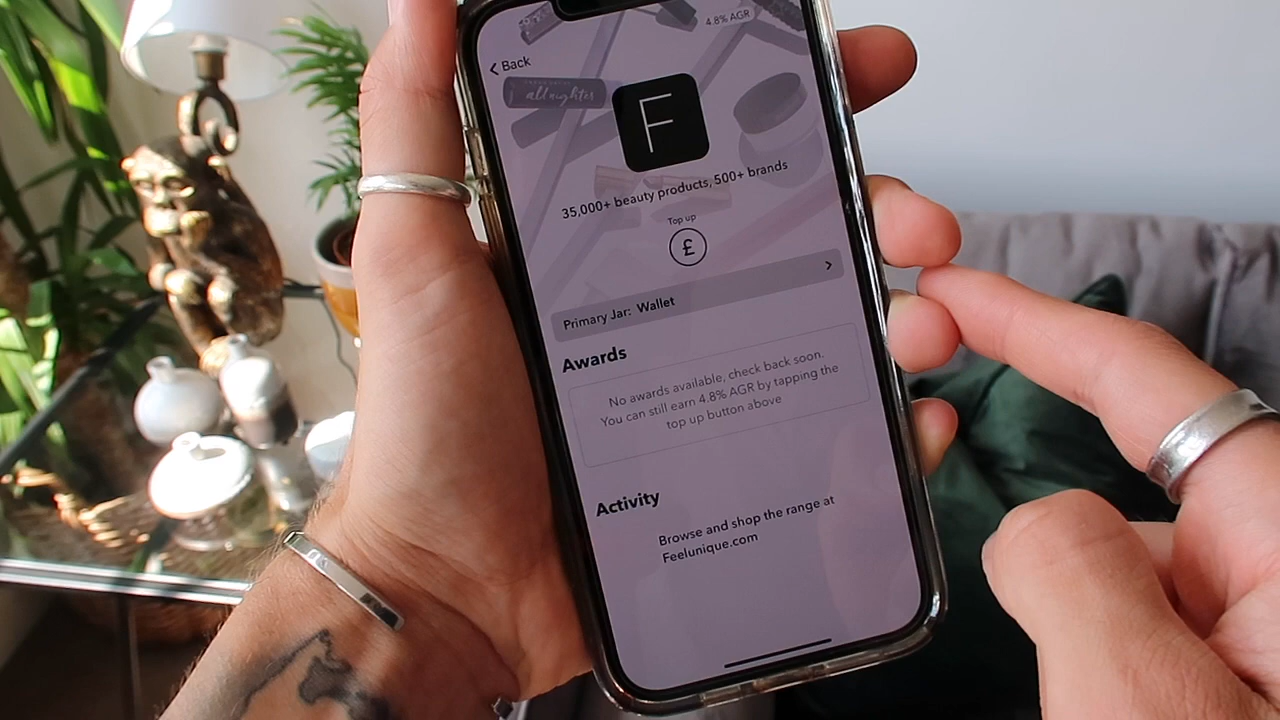 4.8% AGR
Back
all nighter
F
35,000+ beauty products, 500+ brands
Top up
£
Primary Jar: Wallet
Awards
No awards available, check back soon.
You can still earn 4.8% AGR by tapping the
top up button above
Activity
Browse and shop the range at
Feelunique.com